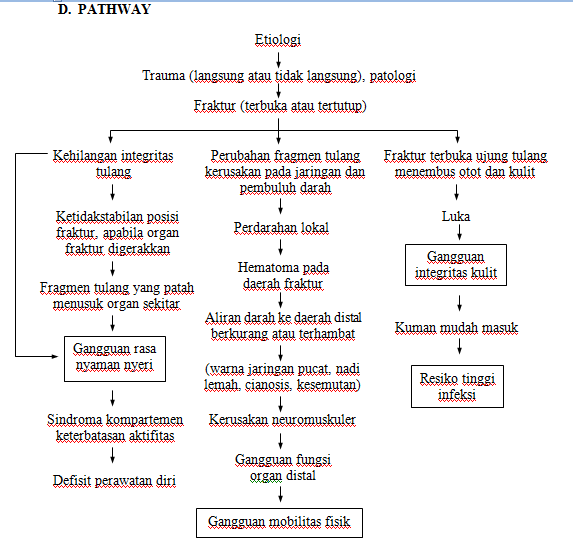 D. PATHWAY
Etiologi
Trauma (langsung atau tidak langsung), patologi
Fraktur (terbuka atau tertutup)
Kehilangan integritas
tulang
Ketidakstabilan posisi
fraktur, apabila organ
fraktur digerakkan
Fragmen tulang yang patah
menusuk organ sekitar
Gangguan rasa
nyaman nyeri
Sindroma kompartemen
keterbatasan aktifitas
Defisit perawatan diri
Perubahan fragmen tulang
kerusakan pada jaringan dan
pembuluh darah
Perdarahan lokal
Hematoma pada
daerah fraktur
Aliran darah ke daerah distal
berkurang atau terhambat
(warna jaringan pucat, nadi
lemah, cianosis, kesemutan)
Kerusakan neuromuskuler
Gangguan fungsi
organ distal
Gangguan mobilitas fisik
Fraktur terbuka ujung tulang
menembus otot dan kulit
Luka
Gangguan
integritas kulit
Kuman mudah masuk
Resiko tinggi
infeksi